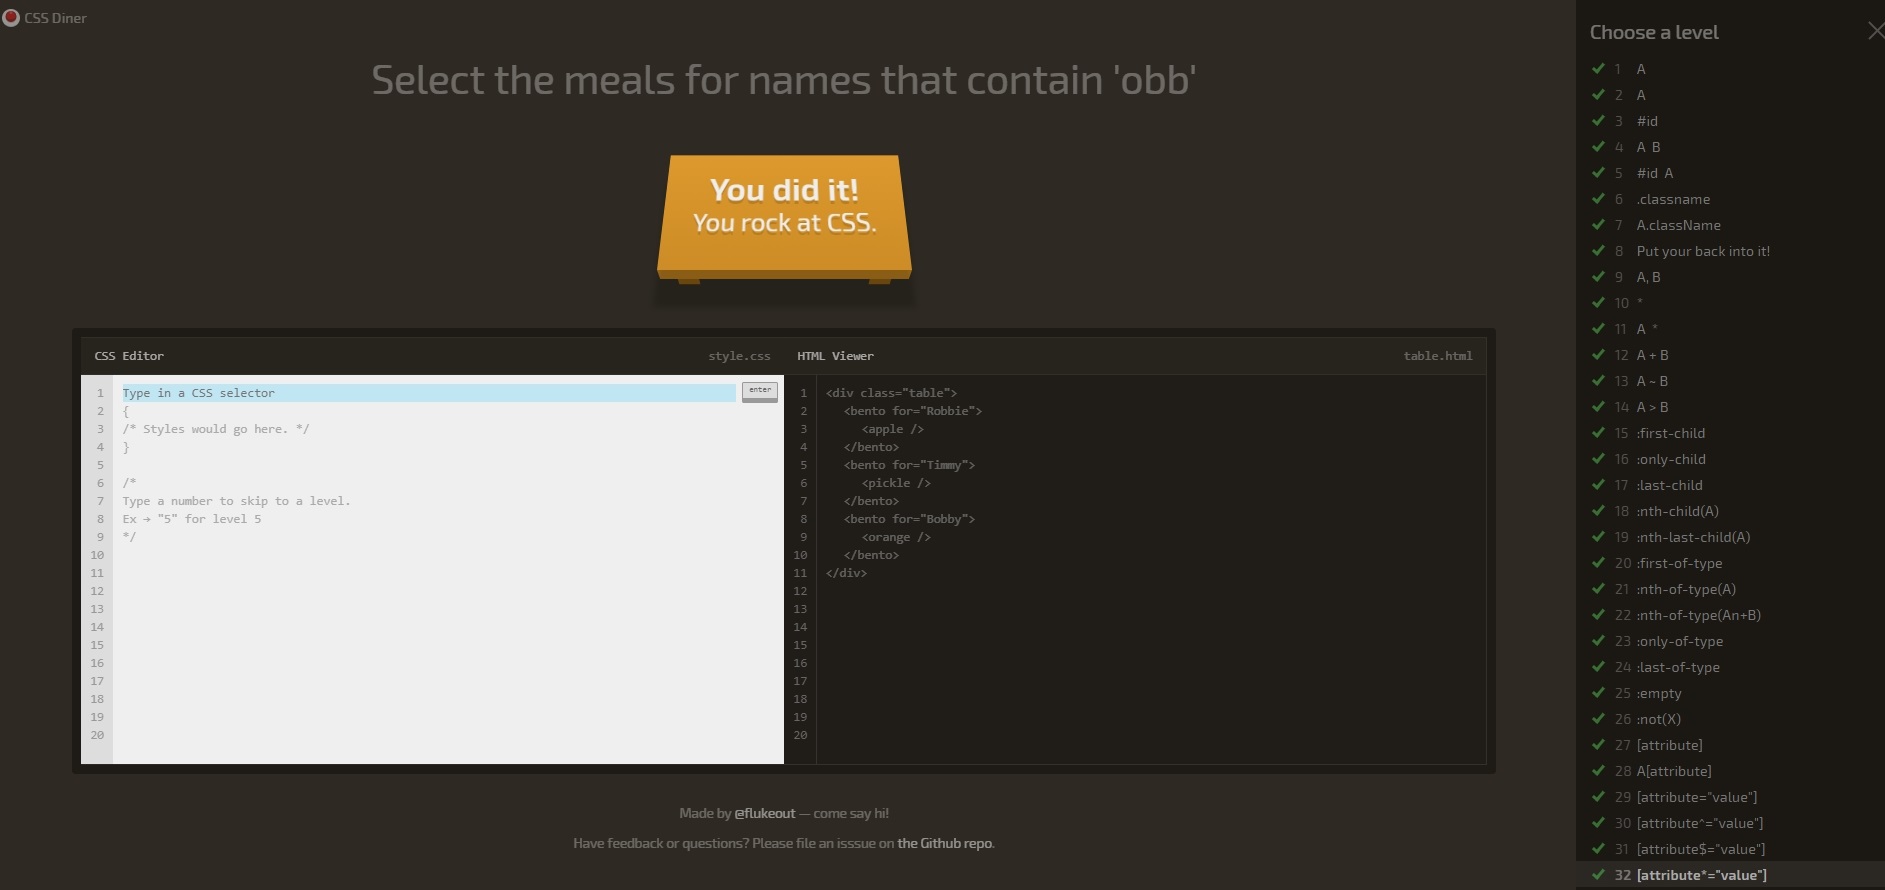 CSS Diner
Select the meals for names that contain 'obb'
You did it!
You rock at CSS.
CSS Editor
style.css
1 Type in a CSS selector
enter
2 {
3 /* Styles would go here. */
4 }
5
6 /*
7 Type a number to skip to a level.
8 Ex → "5" for level 5
9 */
10
11
12
13
14
15
16
17
18
19
20
HTML Viewer
table.html
1 <div class="table">
2 <bento for="Robbie">
3 <apple />
4 </bento>
5 <bento for="Timmy">
6 <pickle />
7 </bento>
8 <bento for="Bobby">
9 <orange />
10 </bento>
11 </div>
12
13
14
15
16
17
18
19
20
Made by @flukeout — come say hi!
Have feedback or questions? Please file an isssue on the Github repo.
Choose a level
1 A
2 A
3 #id
4 A B
5 #id A
6 .classname
7 A.className
8 Put your back into it!
9 A, B
10 *
11 A *
12 A + B
13 A ~ B
14 A > B
15 :first-child
16 :only-child
17 :last-child
18 :nth-child(A)
19 :nth-last-child(A)
20 :first-of-type
21 :nth-of-type(A)
22 :nth-of-type(An+B)
23 :only-of-type
24 :last-of-type
25 :empty
26 :not(X)
27 [attribute]
28 A[attribute]
29 [attribute="value"]
30 [attribute^="value"]
31 [attribute$="value"]
32 [attribute*="value"]